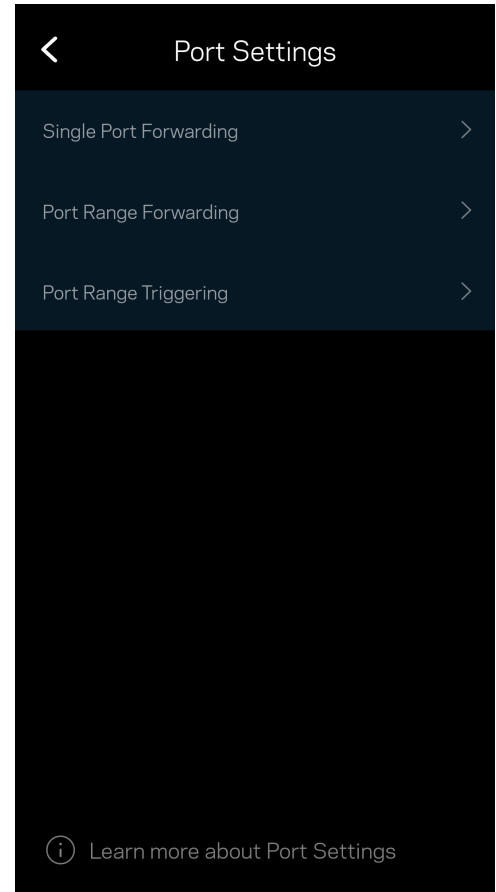 Port Settings
Single Port Forwarding
Port Range Forwarding
Port Range Triggering
Learn more about Port Settings